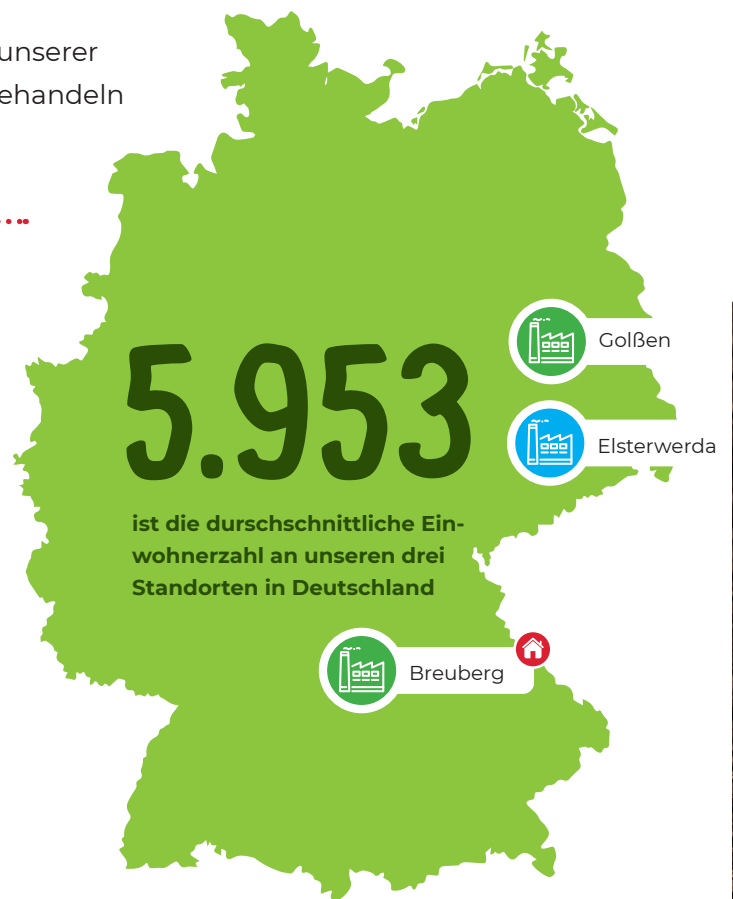 unserer
ehandeln
5.953
ist die durschschnittliche Ein-
wohnerzahl an unseren drei
Standorten in Deutschland
Golßen
Elsterwerda
Breuberg